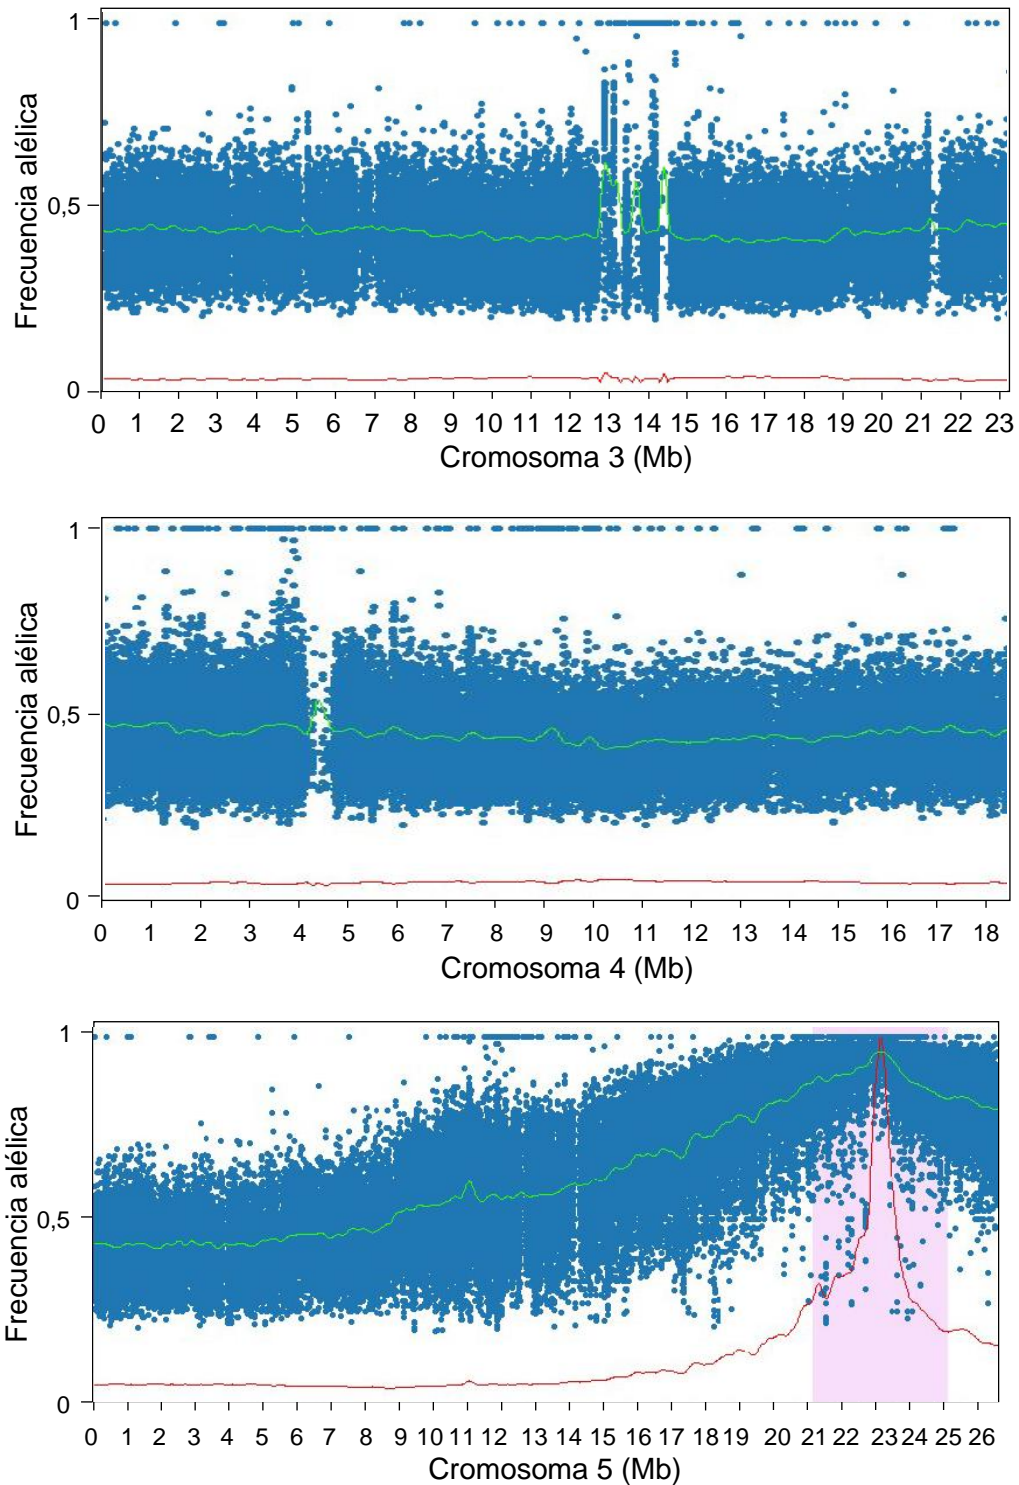 Frecuencia alélica
1
0,5
0
0 1 2 3 4 5 6 7 8 9 10 11 12 13 14 15 16 17 18 19 20 21 22 23
Cromosoma 3 (Mb)
Frecuencia alélica
1
0,5
0
0 1 2 3 4 5 6 7 8 9 10 11 12 13 14 15 16 17 18
Cromosoma 4 (Mb)
Frecuencia alélica
1
0,5
0
0 1 2 3 4 5 6 7 8 9 10 11 12 13 14 15 16 17 18 19 20 21 22 23 24 25 26
Cromosoma 5 (Mb)